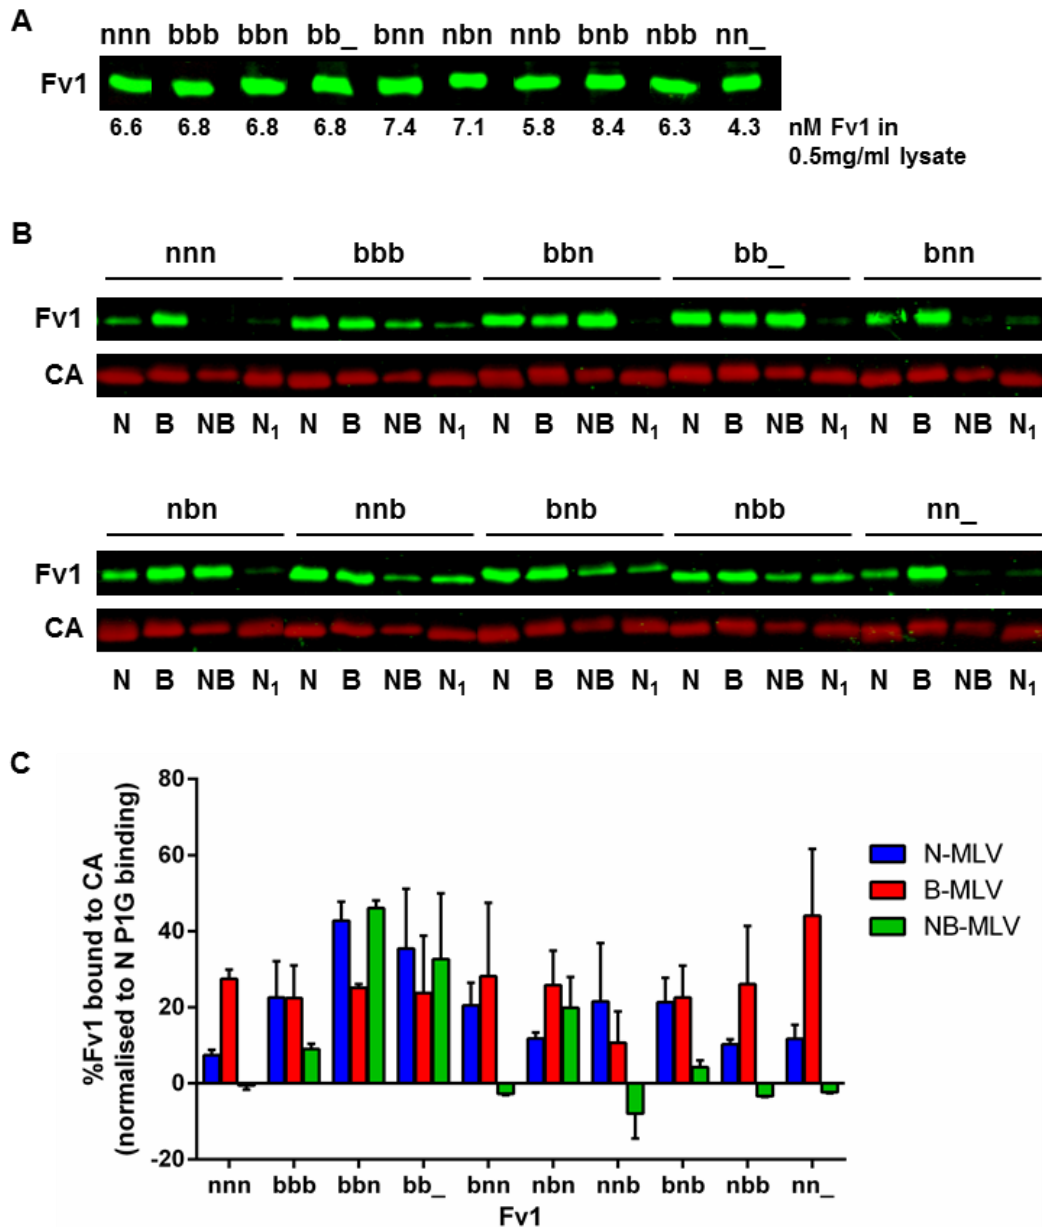 A
nnn bbb bbn bb_ bnn nbn nnb bnb nbb nn_
Fv1
6.6 6.8 6.8 6.8 7.4 7.1 5.8 8.4 6.3 4.3 nM Fv1 in
0.5mg/ml lysate
B
nnn bbb bbn bb_ bnn
Fv1
CA
N B NB N₁ N B NB N₁ N B NB N₁ N B NB N₁ N B NB N₁
nbn nnb bnb nbb nn_
Fv1
CA
N B NB N₁ N B NB N₁ N B NB N₁ N B NB N₁ N B NB N₁
C
%Fv1 bound to CA
(normalised to N P1G binding)
80
60
40
20
0
-20
nnn bbb bbn bb_ bnn nbn nnb bnb nbb nn_
Fv1
N-MLV
B-MLV
NB-MLV